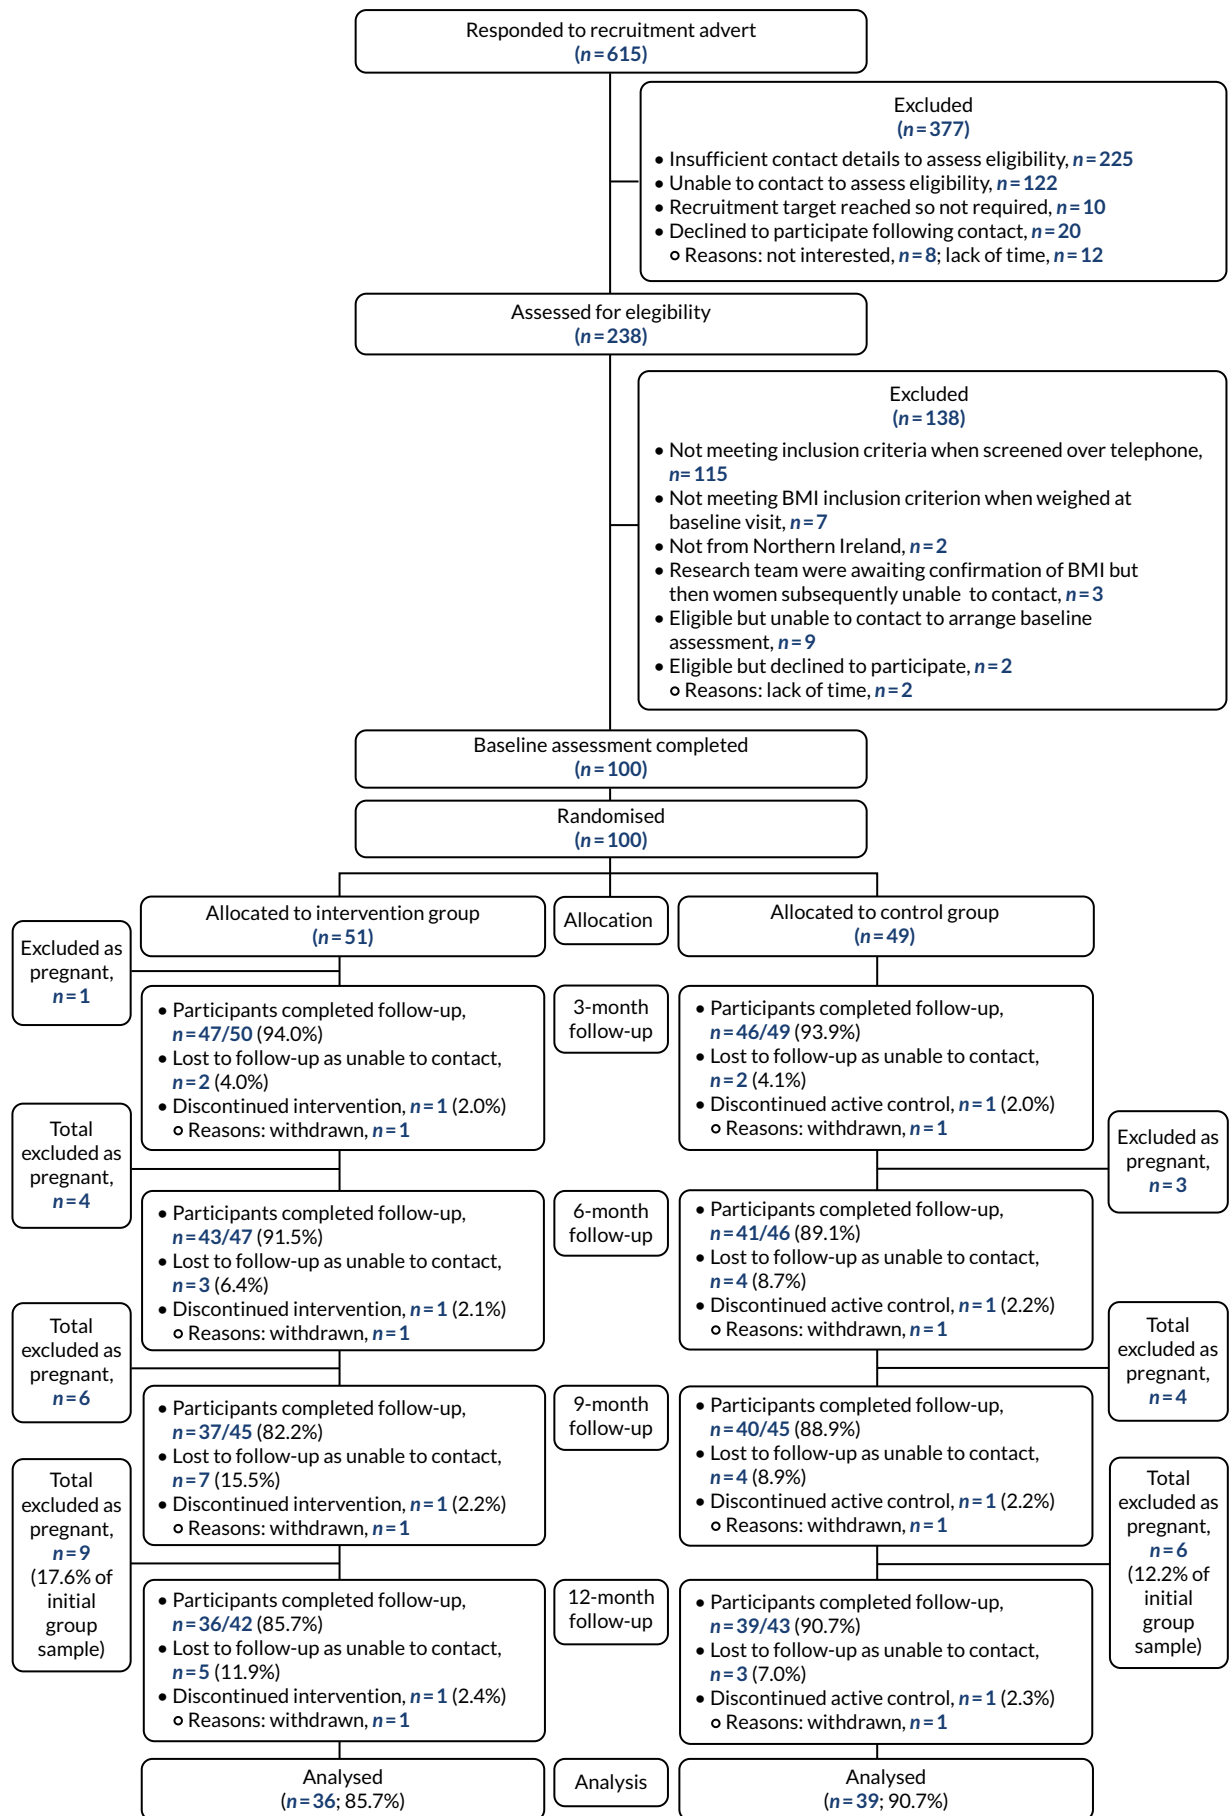 Responded to recruitment advert
(n=615)
Excluded
(n=377)
• Insufficient contact details to assess eligibility, n=225
• Unable to contact to assess eligibility, n=122
• Recruitment target reached so not required, n=10
• Declined to participate following contact, n=20
Reasons: not interested, n=8; lack of time, n=12
Assessed for elegibility
(n=238)
Excluded
(n=138)
• Not meeting inclusion criteria when screened over telephone,
n=115
• Not meeting BMI inclusion criterion when weighed at
baseline visit, n=7
• Not from Northern Ireland, n=2
• Research team were awaiting confirmation of BMI but
then women subsequently unable to contact, n=3
• Eligible but unable to contact to arrange baseline
assessment, n=9
• Eligible but declined to participate, n=2
Reasons: lack of time, n=2
Baseline assessment completed
(n=100)
Randomised
(n=100)
Allocated to intervention group
(n=51)
Allocation
Allocated to control group
(n=49)
Excluded as
pregnant,
n=1
• Participants completed follow-up,
n=47/50 (94.0%)
• Lost to follow-up as unable to contact,
n=2 (4.0%)
• Discontinued intervention, n=1 (2.0%)
Reasons: withdrawn, n=1
3-month
follow-up
• Participants completed follow-up,
n=46/49 (93.9%)
• Lost to follow-up as unable to contact,
n=2 (4.1%)
• Discontinued active control, n=1 (2.0%)
Reasons: withdrawn, n=1
Total
excluded as
pregnant,
n=4
Excluded as
pregnant,
n=3
• Participants completed follow-up,
n=43/47 (91.5%)
• Lost to follow-up as unable to contact,
n=3 (6.4%)
• Discontinued intervention, n=1 (2.1%)
Reasons: withdrawn, n=1
6-month
follow-up
• Participants completed follow-up,
n=41/46 (89.1%)
• Lost to follow-up as unable to contact,
n=4 (8.7%)
• Discontinued active control, n=1 (2.2%)
Reasons: withdrawn, n=1
Total
excluded as
pregnant,
n=6
Total
excluded as
pregnant,
n=4
• Participants completed follow-up,
n=37/45 (82.2%)
• Lost to follow-up as unable to contact,
n=7 (15.5%)
• Discontinued intervention, n=1 (2.2%)
Reasons: withdrawn, n=1
9-month
follow-up
• Participants completed follow-up,
n=40/45 (88.9%)
• Lost to follow-up as unable to contact,
n=4 (8.9%)
• Discontinued active control, n=1 (2.2%)
Reasons: withdrawn, n=1
Total
excluded as
pregnant,
n=9
(17.6% of
initial
group
sample)
Total
excluded as
pregnant,
n=6
(12.2% of
initial
group
sample)
• Participants completed follow-up,
n=36/42 (85.7%)
• Lost to follow-up as unable to contact,
n=5 (11.9%)
• Discontinued intervention, n=1 (2.4%)
Reasons: withdrawn, n=1
12-month
follow-up
• Participants completed follow-up,
n=39/43 (90.7%)
• Lost to follow-up as unable to contact,
n=3 (7.0%)
• Discontinued active control, n=1 (2.3%)
Reasons: withdrawn, n=1
Analysed
(n=36; 85.7%)
Analysis
Analysed
(n=39; 90.7%)